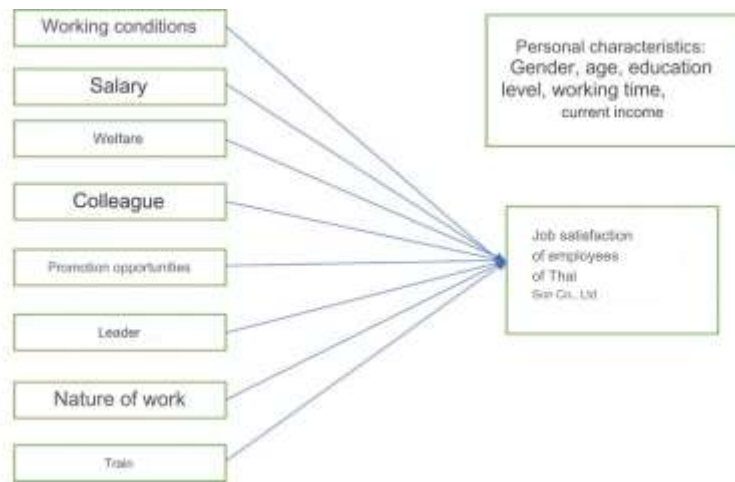 Working conditions
Salary
Welfare
Colleague
Promotion opportunities
Leader
Nature of work
Train
Personal characteristics:
Gender, age, education
level, working time,
current income
Job satisfaction
of employees
of Thai
Son Co., Ltd